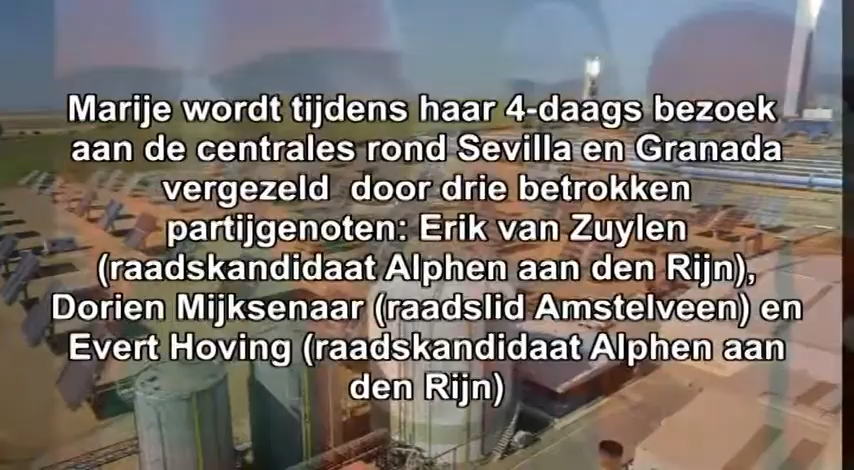 Marije wordt tijdens haar 4-daags bezoek
aan de centrales rond Sevilla en Granada
vergezeld door drie betrokken
partijgenoten: Erik van Zuylen
(raadskandidaat Alphen aan den Rijn),
Dorien Mijksenaar (raadslid Amstelveen) en
Evert Hoving (raadskandidaat Alphen aan
den Rijn)